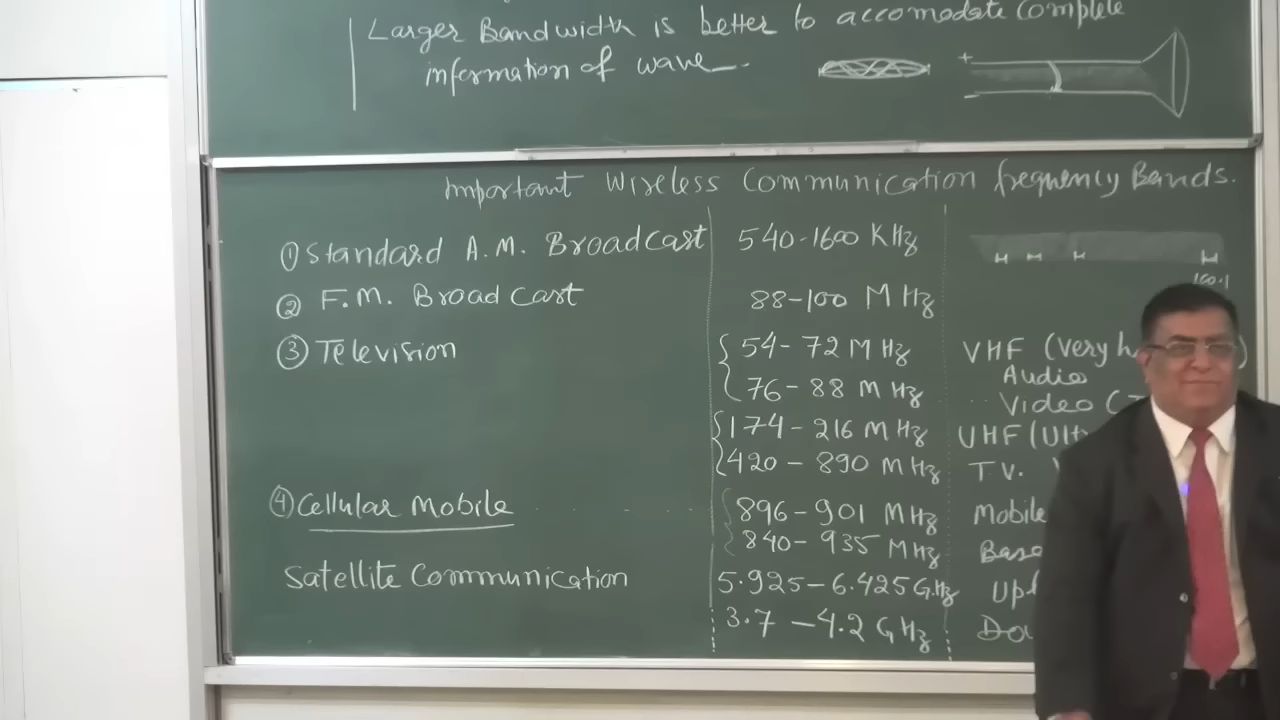 Larger Bandwidth is better to accomodate Complete
information of wave
+
-
Important Wireless Communication frequency Bands.
① Standard A.M. Broadcast 540-1600 KHz
100.1
② F.M. Broad Cast 88-100 MHz
③ Television 54-72 MHz VHF (Very
Audio
76-88 MHz Video (
174-216 MHz UHF (
420-890 MHz TV.
④ Cellular Mobile 896-901 MHz Mobile
840-935 MHz
Satellite Communication 5.925-6.425 GHz
3.7-4.2 GHz